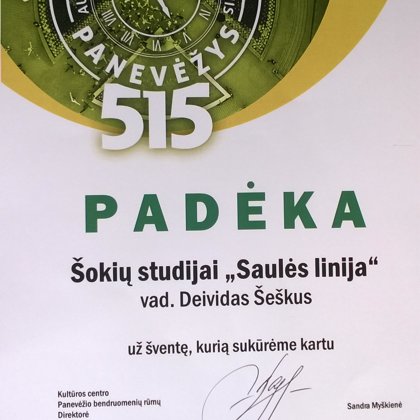 PANEVĖŽYS
515
PADĖKA
Šokių studijai „Saulės linija“
vad. Deividas Šeškus
už šventę, kurią sukūrėme kartu
Kultūros centro
Panevėžio bendruomenių rūmų
Direktorė
Sandra Myškienė